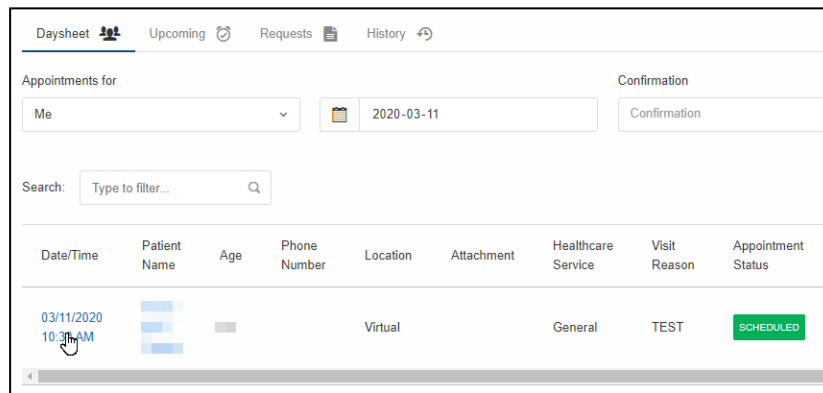 Daysheet Upcoming Requests History
Appointments for Confirmation
Me 2020-03-11 Confirmation
Search: Type to filter...
Date/Time Patient Name Age Phone Number Location Attachment Healthcare Service Visit Reason Appointment Status
03/11/2020 Virtual General TEST SCHEDULED
AM